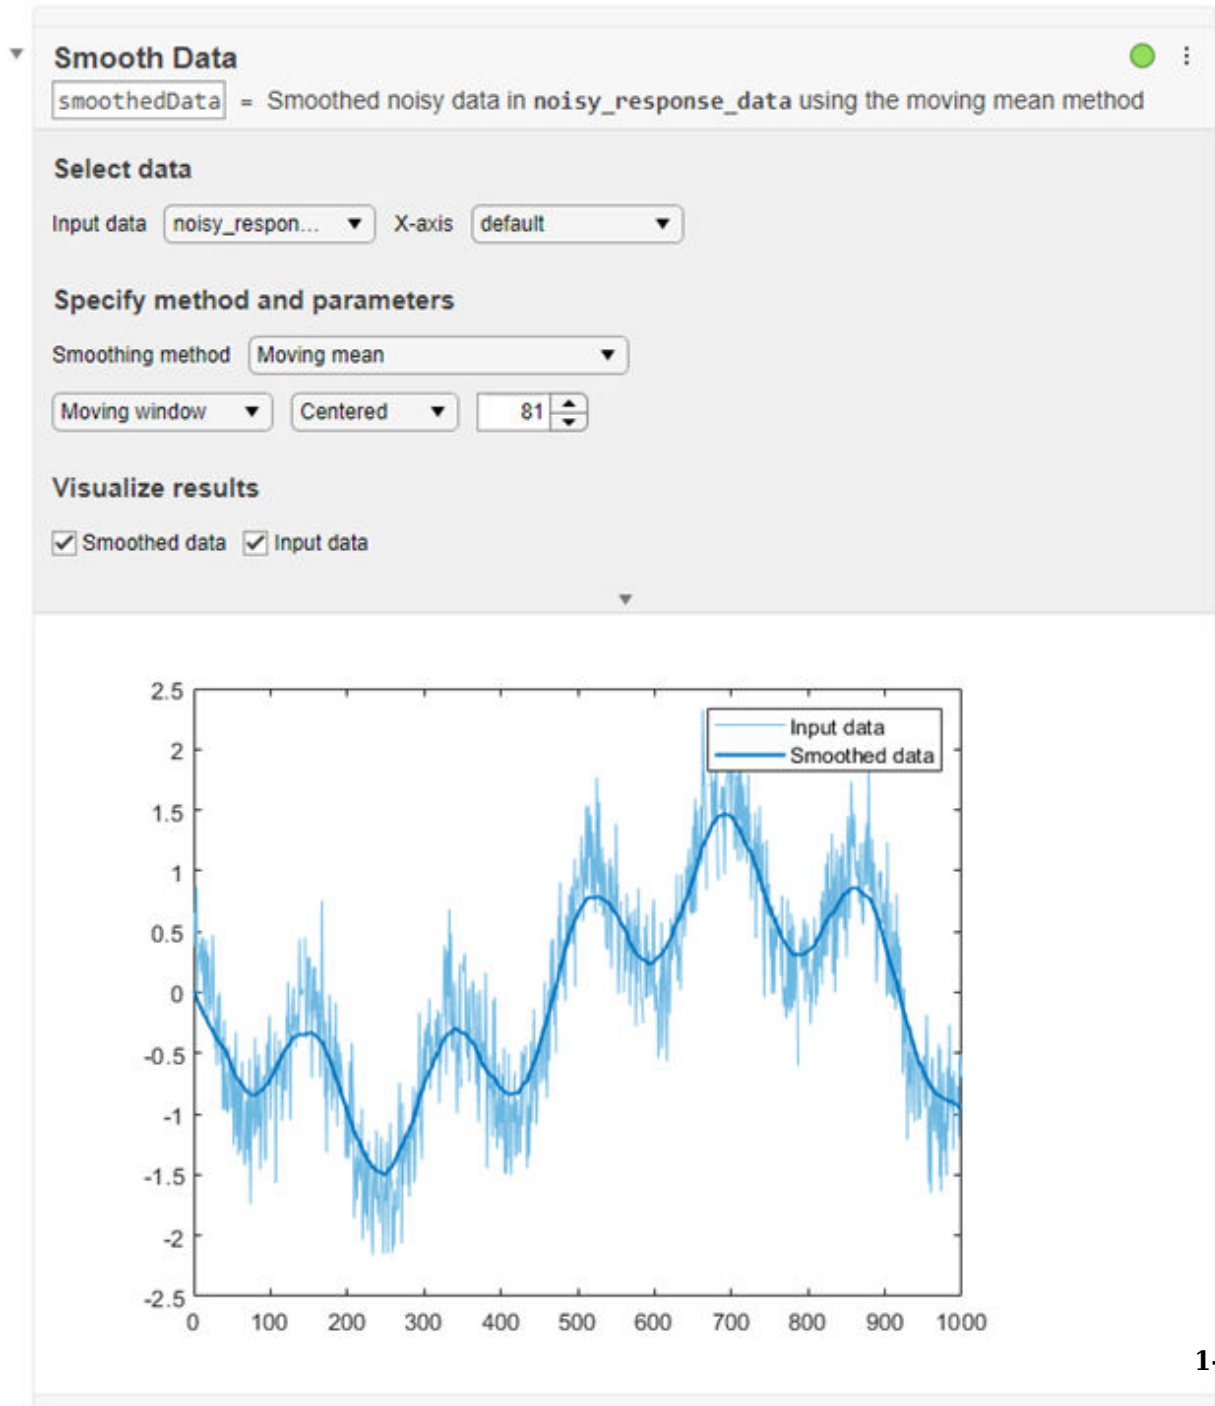 Smooth Data
smoothedData = Smoothed noisy data in noisy_response_data using the moving mean method
Select data
Input data noisy_respon... X-axis default
Specify method and parameters
Smoothing method Moving mean
Moving window Centered 81
Visualize results
Smoothed data Input data
2.5
Input data
2
Smoothed data
1.5
1
0.5
0
-0.5
-1
-1.5
-2
-2.5
0 100 200 300 400 500 600 700 800 900 1000
1-